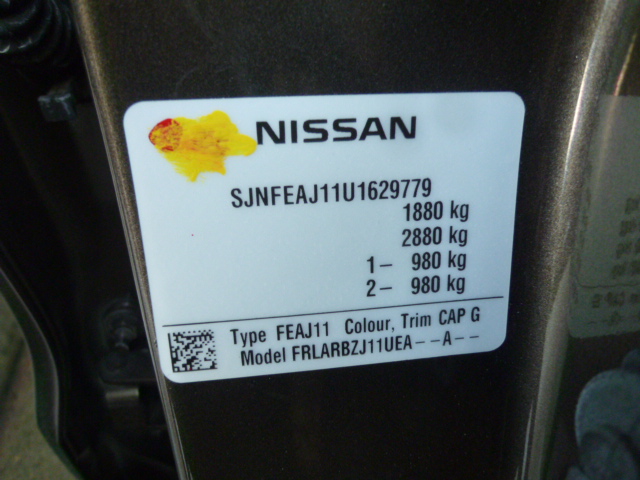 NISSAN
SJNFEAJ11U1629779
1880 kg
2880 kg
1– 980 kg
2– 980 kg
Type FEAJ11 Colour, Trim CAP G
Model FRLARBZJ11UEA--A--